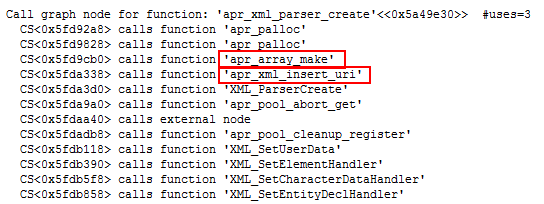 Call graph node for function: 'apr_xml_parser_create'<<0x5a49e30>>  #uses=3
  CS<0x5fd92a8> calls function 'apr_palloc'
  CS<0x5fd9828> calls function 'apr_palloc'
  CS<0x5fd9cb0> calls function 'apr_array_make'
  CS<0x5fda338> calls function 'apr_xml_insert_uri'
  CS<0x5fda3d0> calls function 'XML_ParserCreate'
  CS<0x5fda9a0> calls function 'apr_pool_abort_get'
  CS<0x5fdaa40> calls external node
  CS<0x5fdadb8> calls function 'apr_pool_cleanup_register'
  CS<0x5fdb118> calls function 'XML_SetUserData'
  CS<0x5fdb390> calls function 'XML_SetElementHandler'
  CS<0x5fdb5f8> calls function 'XML_SetCharacterDataHandler'
  CS<0x5fdb858> calls function 'XML_SetEntityDeclHandler'